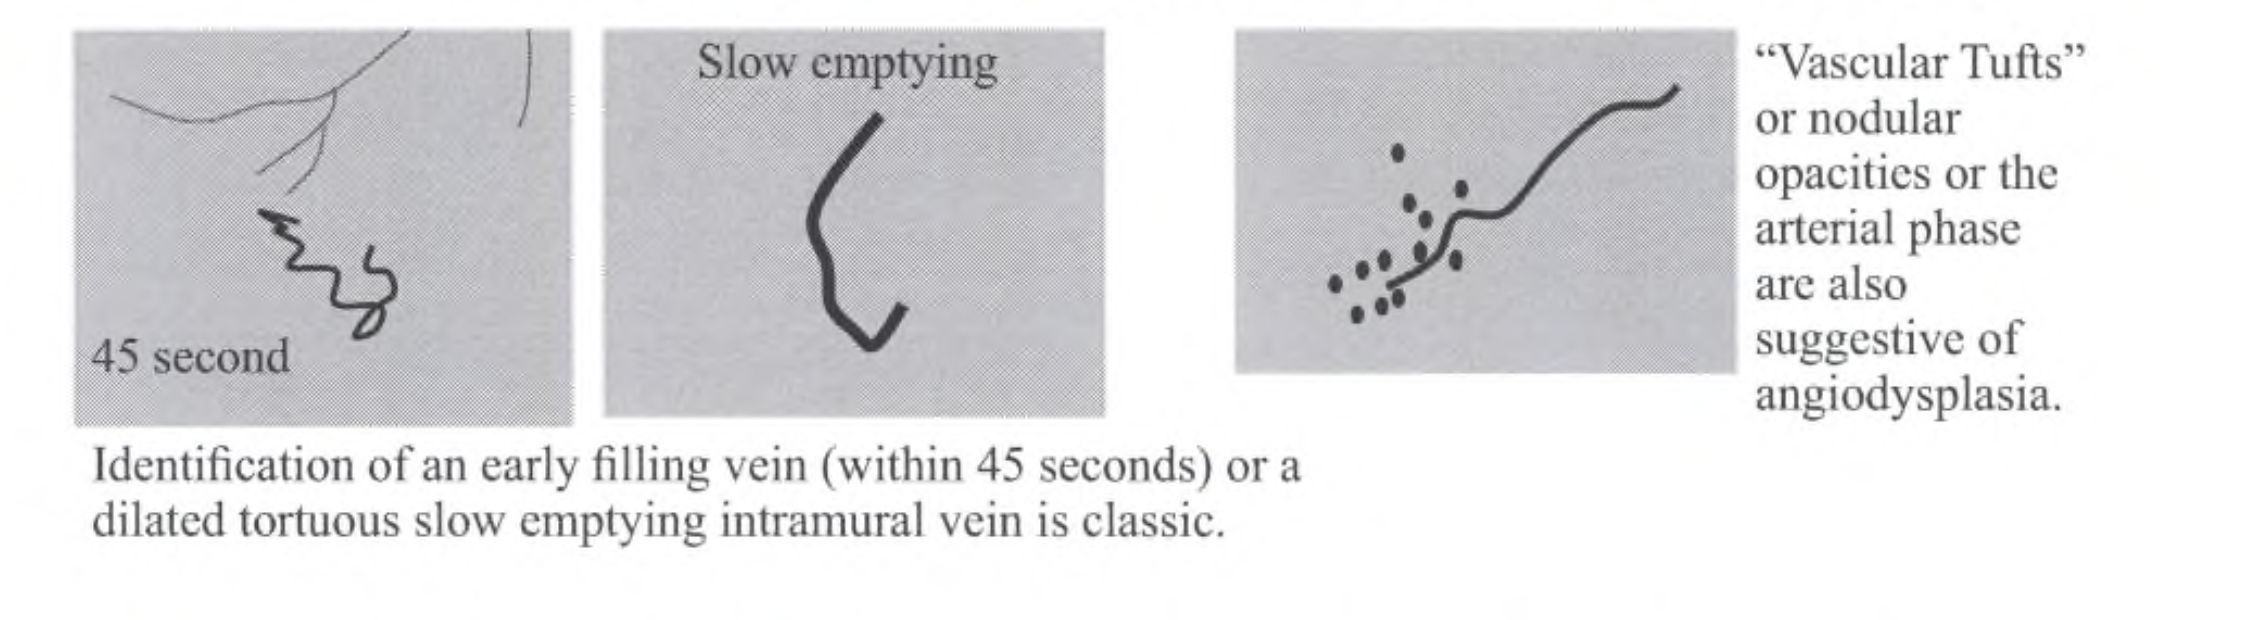 Slow emptying
45 second
"Vascular Tufts"
or nodular
opacities or the
arterial phase
are also
suggestive of
angiodysplasia.
Identification of an early filling vein (within 45 seconds) or a
dilated tortuous slow emptying intramural vein is classic.